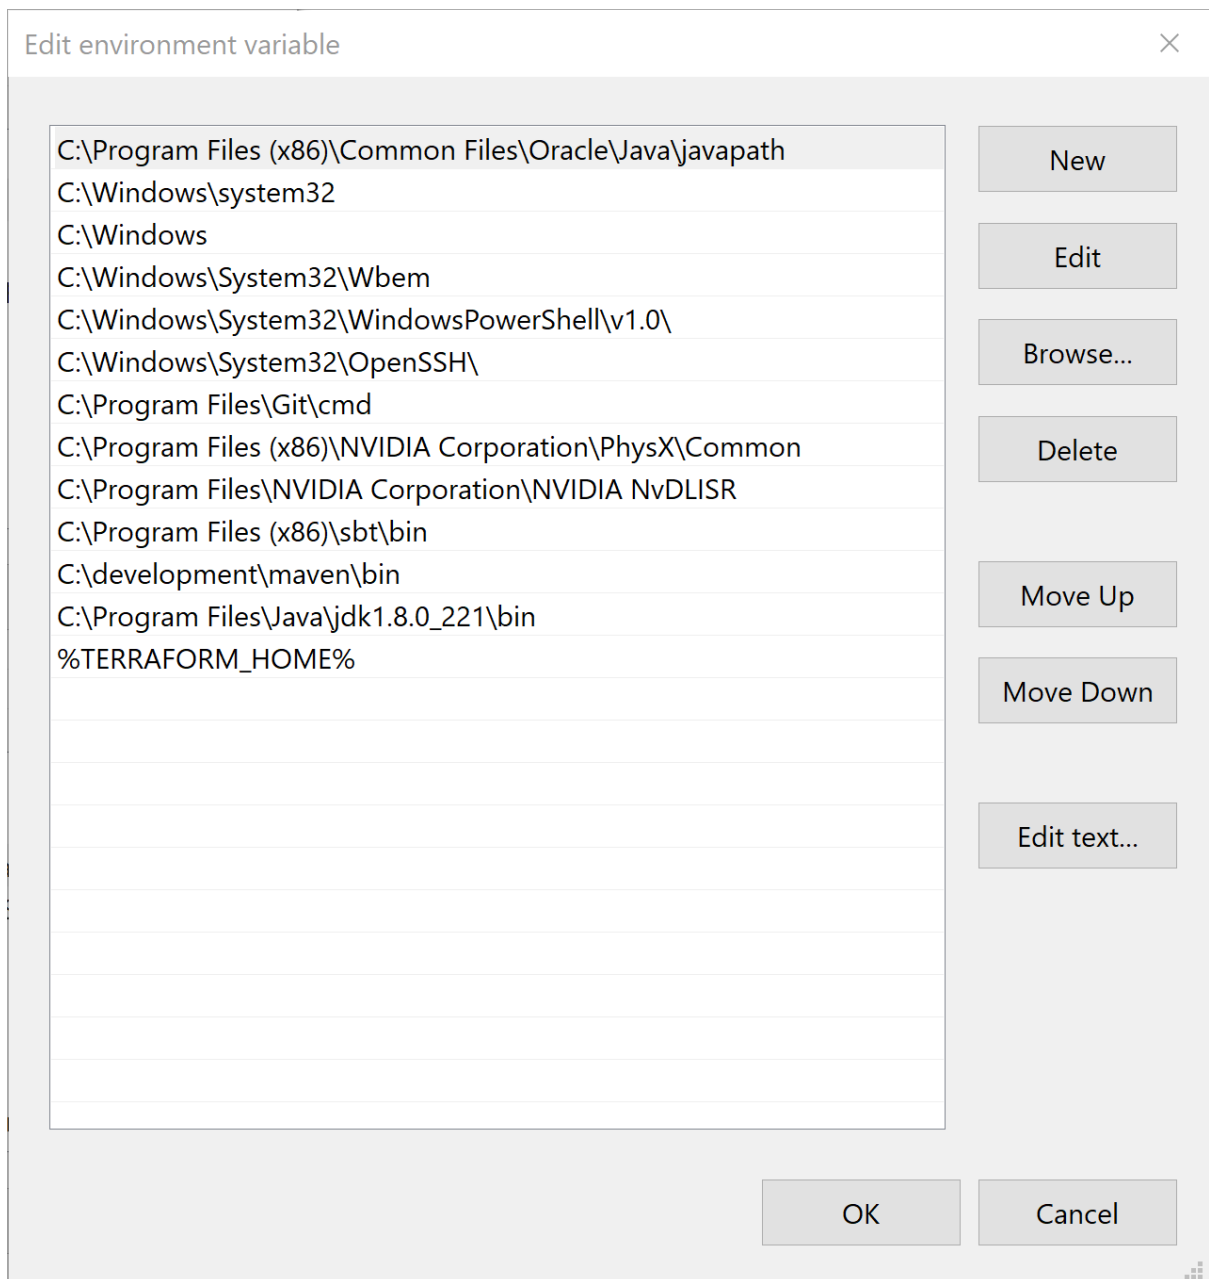 Edit environment variable
C:\Program Files (x86)\Common Files\Oracle\Java\javapath
C:\Windows\system32
C:\Windows
C:\Windows\System32\Wbem
C:\Windows\System32\WindowsPowerShell\v1.0\
C:\Windows\System32\OpenSSH\
C:\Program Files\Git\cmd
C:\Program Files (x86)\NVIDIA Corporation\PhysX\Common
C:\Program Files\NVIDIA Corporation\NVIDIA NvDLISR
C:\Program Files (x86)\sbt\bin
C:\development\maven\bin
C:\Program Files\Java\jdk1.8.0_221\bin
%TERRAFORM_HOME%
New
Edit
Browse...
Delete
Move Up
Move Down
Edit text...
OK
Cancel